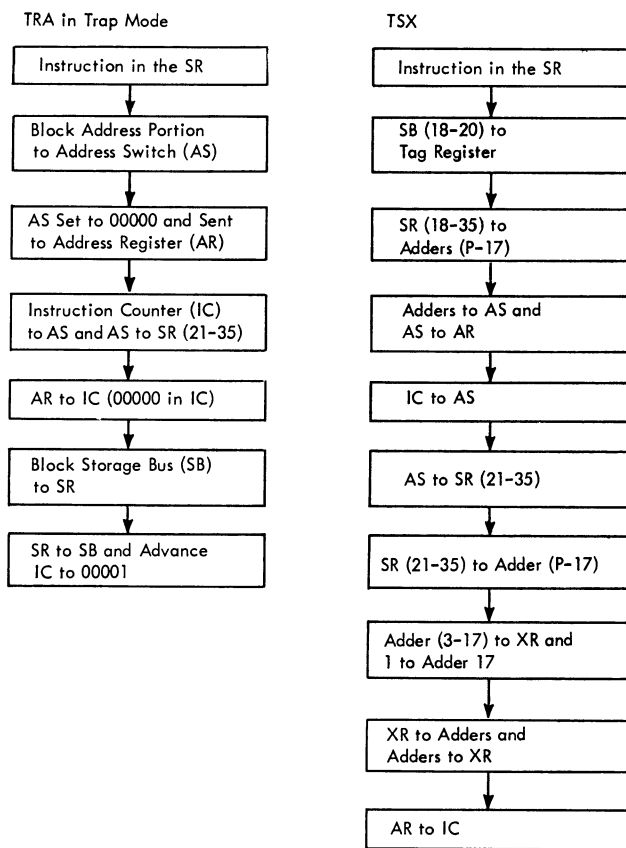 TRA in Trap Mode
Instruction in the SR
Block Address Portion
to Address Switch (AS)
AS Set to 00000 and Sent
to Address Register (AR)
Instruction Counter (IC)
to AS and AS to SR (21-35)
AR to IC (00000 in IC)
Block Storage Bus (SB)
to SR
SR to SB and Advance
IC to 00001
TSX
Instruction in the SR
SB (18-20) to
Tag Register
SR (18-35) to
Adders (P-17)
Adders to AS and
AS to AR
IC to AS
AS to SR (21-35)
SR (21-35) to Adder (P-17)
Adder (3-17) to XR and
1 to Adder 17
XR to Adders and
Adders to XR
AR to IC